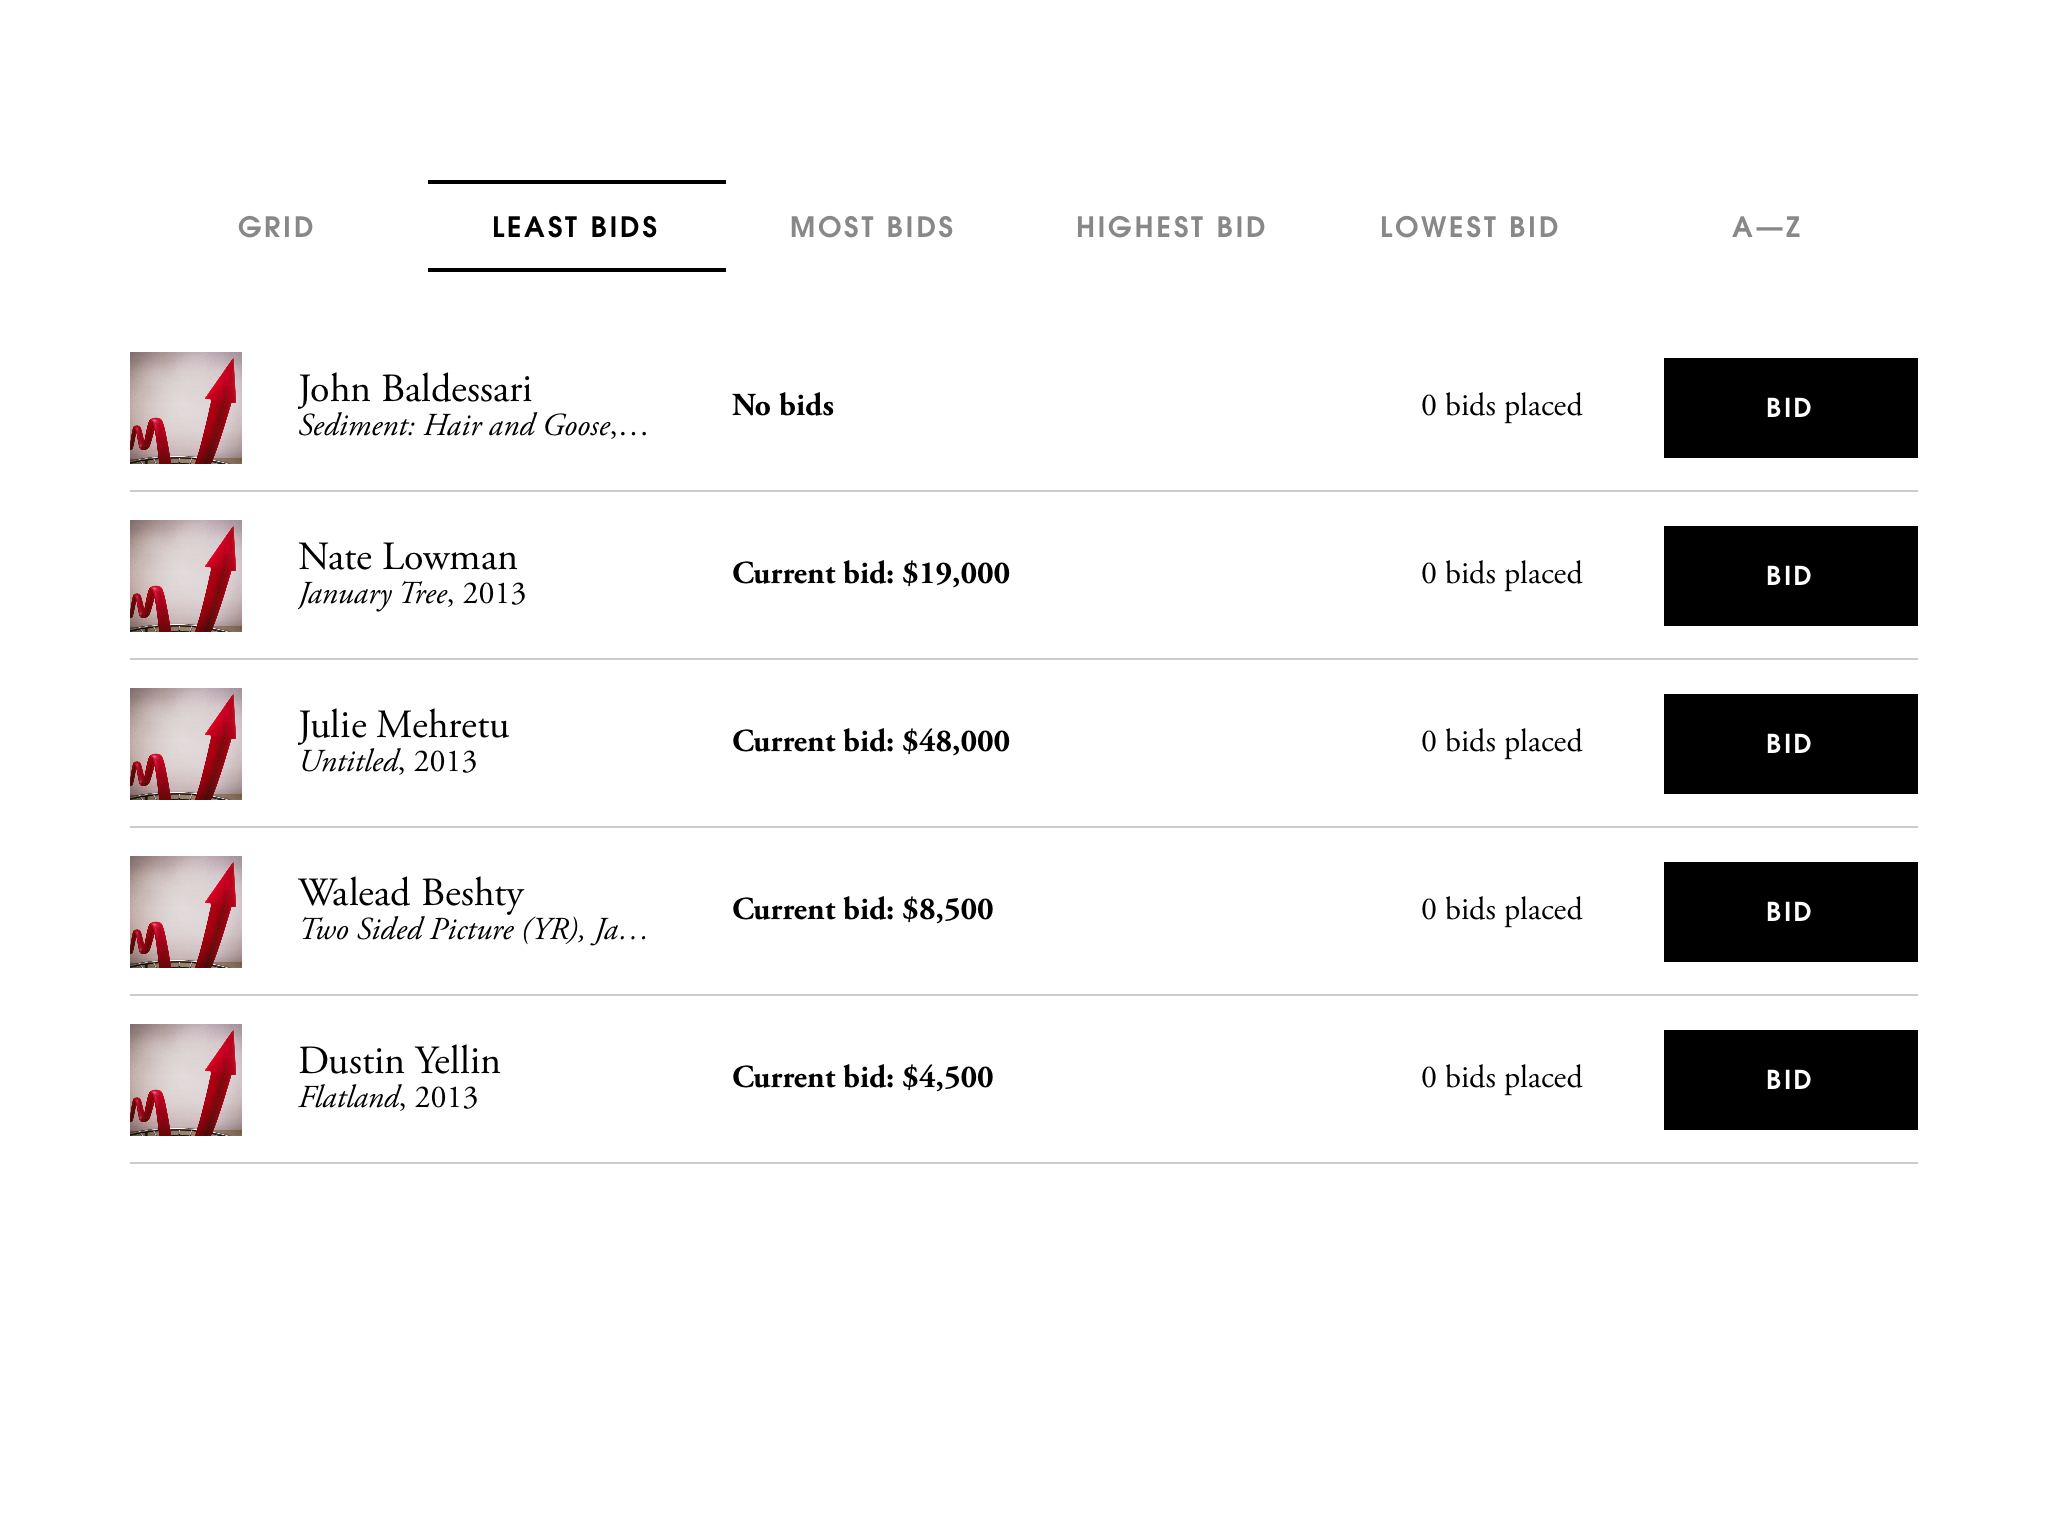 GRID LEAST BIDS MOST BIDS HIGHEST BID LOWEST BID A—Z
John Baldessari
Sediment: Hair and Goose,…
No bids
0 bids placed
BID
Nate Lowman
January Tree, 2013
Current bid: $19,000
0 bids placed
BID
Julie Mehretu
Untitled, 2013
Current bid: $48,000
0 bids placed
BID
Walead Beshty
Two Sided Picture (YR), Ja…
Current bid: $8,500
0 bids placed
BID
Dustin Yellin
Flatland, 2013
Current bid: $4,500
0 bids placed
BID